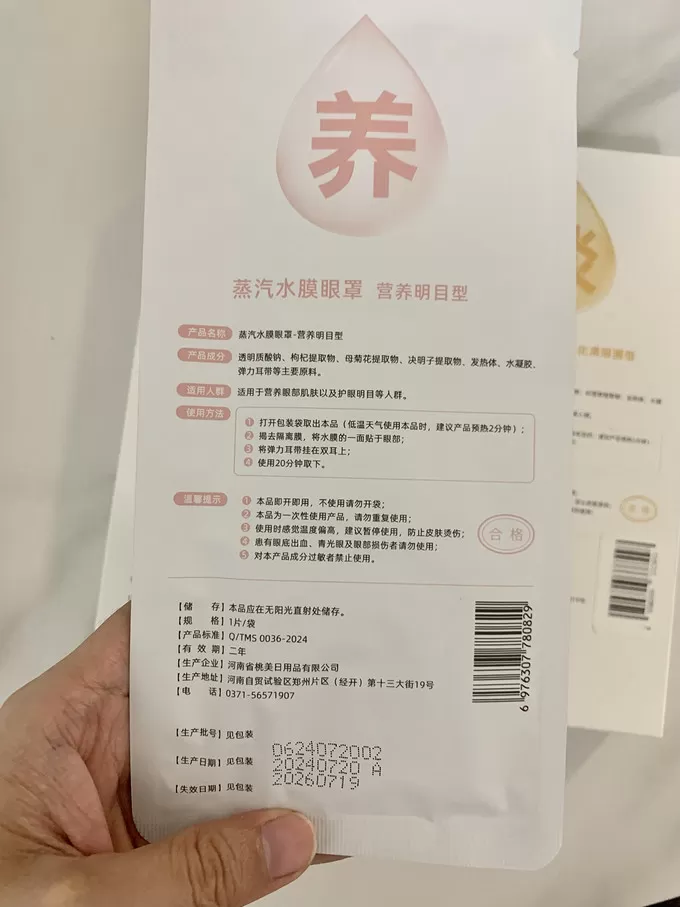 养
蒸汽水膜眼罩 营养明目型
产品名称 蒸汽水膜眼罩-营养明目型
产品成分 透明质酸钠、枸杞提取物、母菊花提取物、决明子提取物、发热体、水凝胶、
弹力耳带等主要原料。
适用人群 适用于营养眼部肌肤以及护眼明目等人群。
使用方法 1 打开包装袋取出本品（低温天气使用本品时，建议产品预热2分钟）；
2 揭去隔离膜，将水膜的一面贴于眼部；
3 将弹力耳带挂在双耳上；
4 使用20分钟取下。
温馨提示 1 本品即开即用，不使用请勿开袋；
2 本品为一次性使用产品，请勿重复使用；
3 使用时感觉温度偏高，建议暂停使用，防止皮肤烫伤；
4 患有眼底出血、青光眼及眼部损伤者请勿使用；
5 对本产品成分过敏者禁止使用。
合格
【储 存】本品应在无阳光直射处储存。
【规 格】1片/袋
【产品标准】Q/TMS 0036-2024
【有 效 期】二年
【生产企业】河南省桃美日用品有限公司
【生产地址】河南自贸试验区郑州片区（经开）第十三大街19号
【电 话】0371-56571907
6 976307 780829
【生产批号】见包装
【生产日期】见包装
【失效日期】见包装
0624072002
20240720 A
20260719